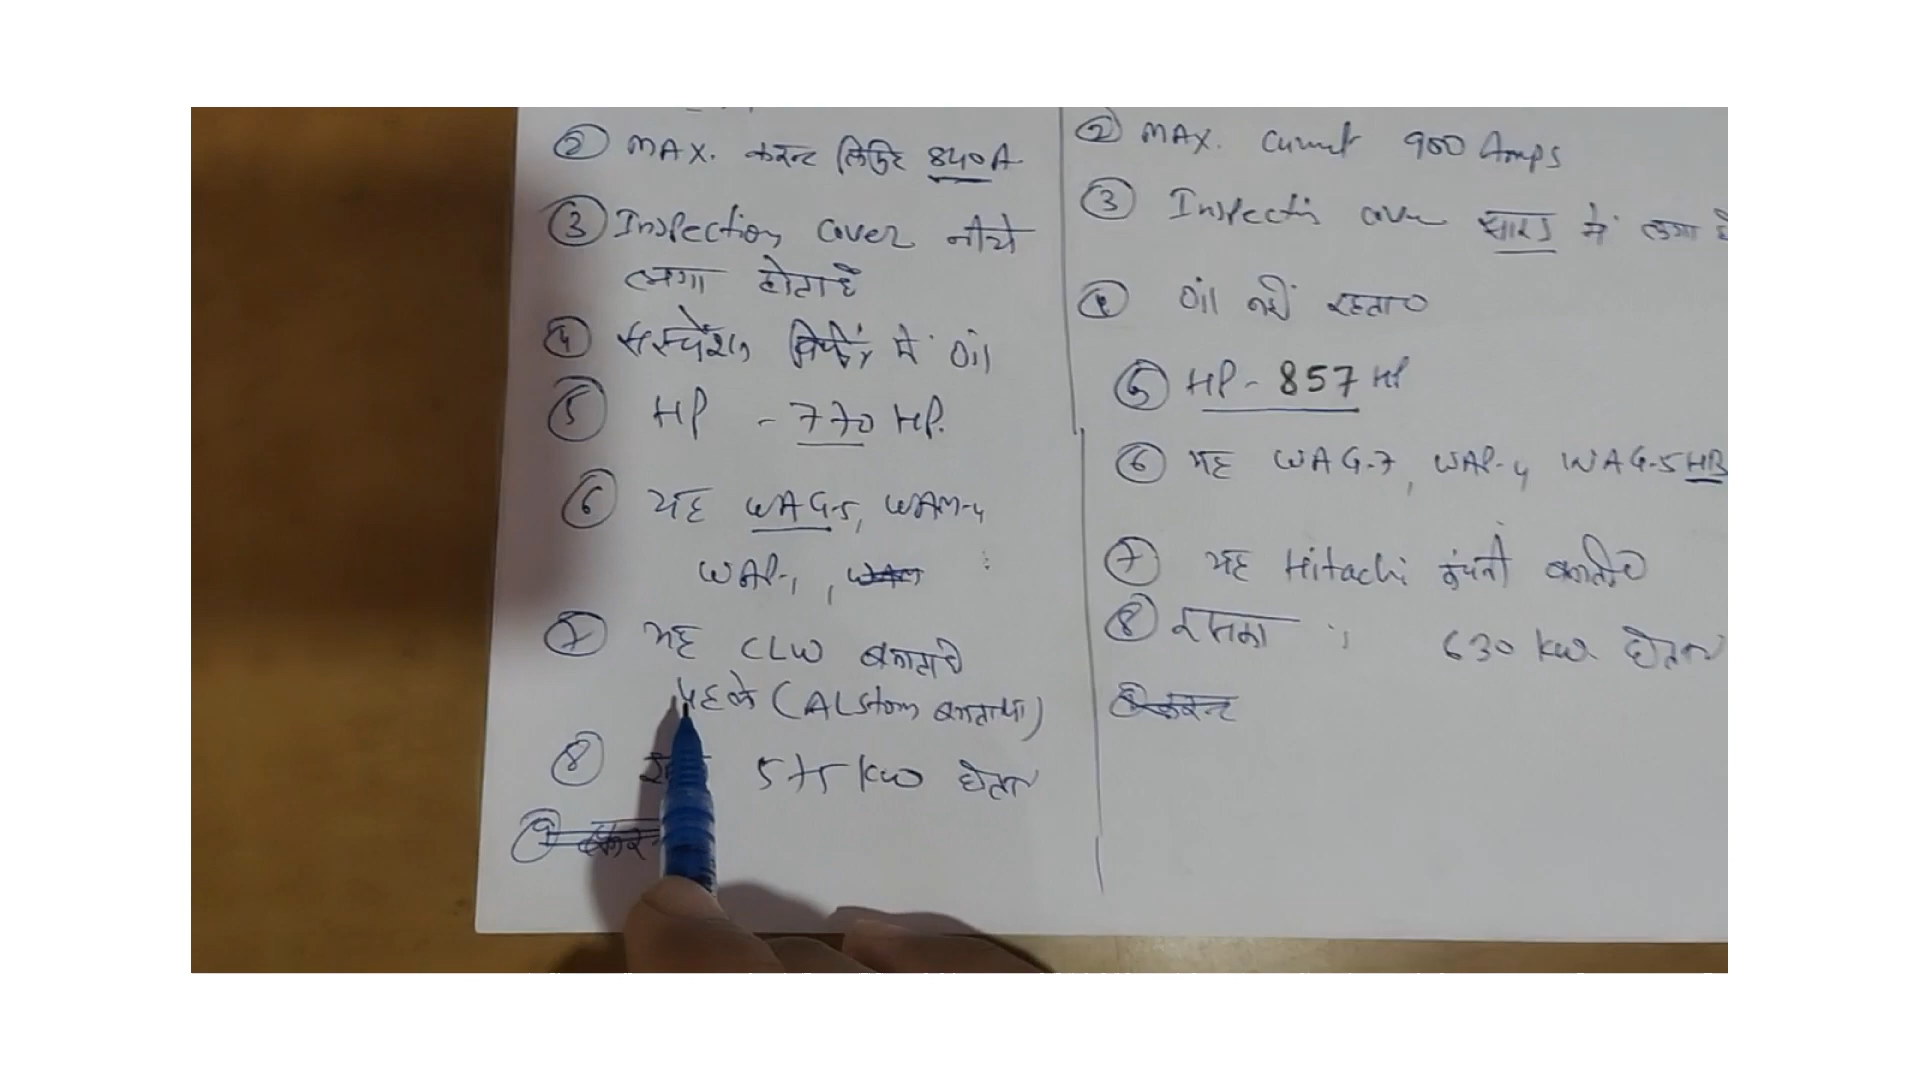 ② MAX. करन्ट लिमिट 840A.
③ Inspection cover नीचे
लगा होता है
④ सस्पेंशन में Oil
⑤ HP - 770 HP.
⑥ यह WAG-5, WAM-4
WAP-1,
⑦ यह CLW बनाता है
पहले (ALstom बनाता था)
⑧ 575 KW होता
② MAX. Current 900 Amps
③ Inspectin cover साइड में लगा है
④ Oil नहीं रहता
⑤ HP - 857 HP
⑥ यह WAG-7, WAP-4 WAG-5HB
⑦ यह Hitachi कंपनी बनाती है
⑧ इसका : 630 KW. होता